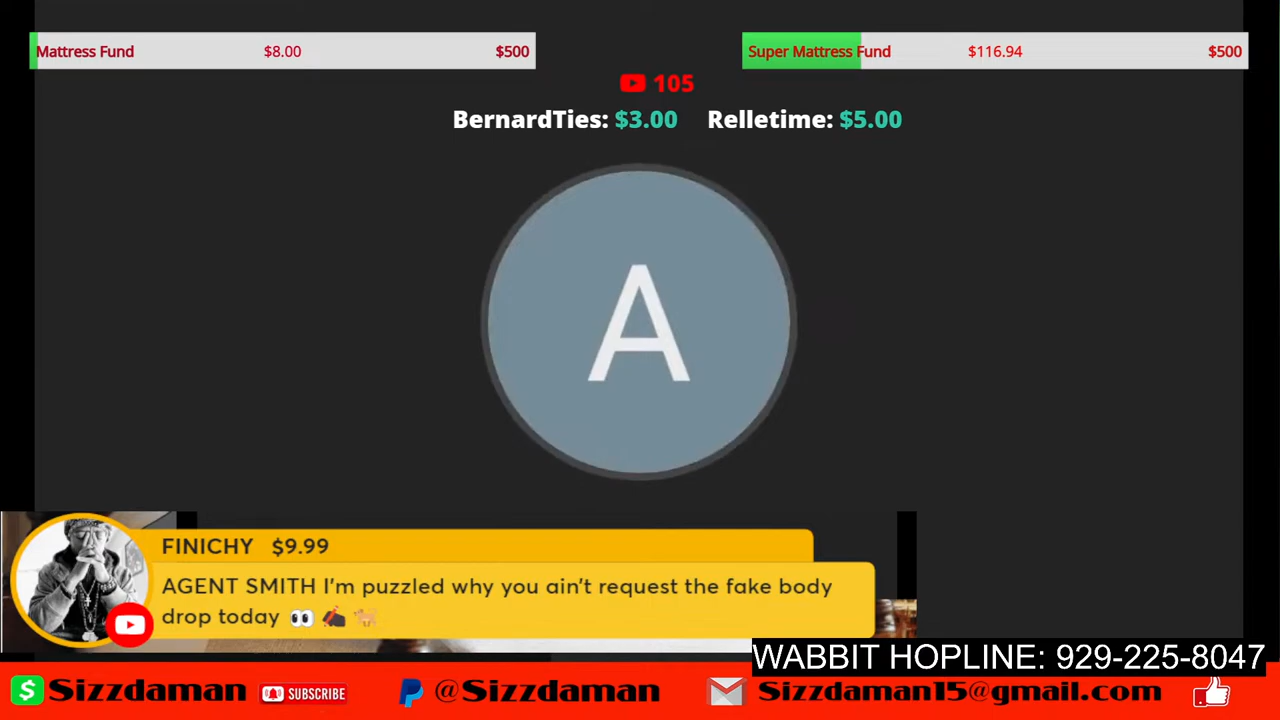 Mattress Fund $8.00 $500
Super Mattress Fund $116.94 $500
105
BernardTies: $3.00 Relletime: $5.00
A
FINICHY $9.99
AGENT SMITH I'm puzzled why you ain't request the fake body
drop today 👀
WABBIT HOPLINE: 929-225-8047
$ Sizzdaman SUBSCRIBE @Sizzdaman Sizzdaman15@gmail.com